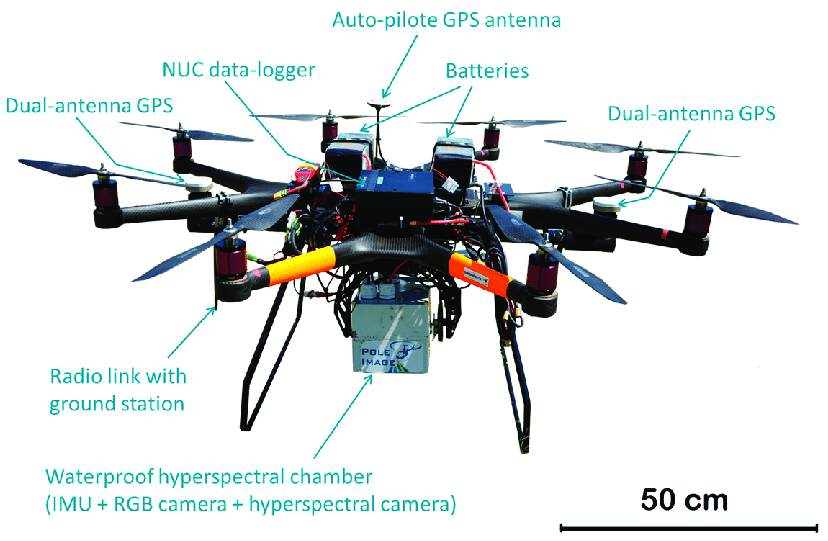 Auto-pilote GPS antenna
NUC data-logger
Batteries
Dual-antenna GPS
Dual-antenna GPS
POLE
IMAGE
Radio link with
ground station
Waterproof hyperspectral chamber
(IMU + RGB camera + hyperspectral camera)
50 cm